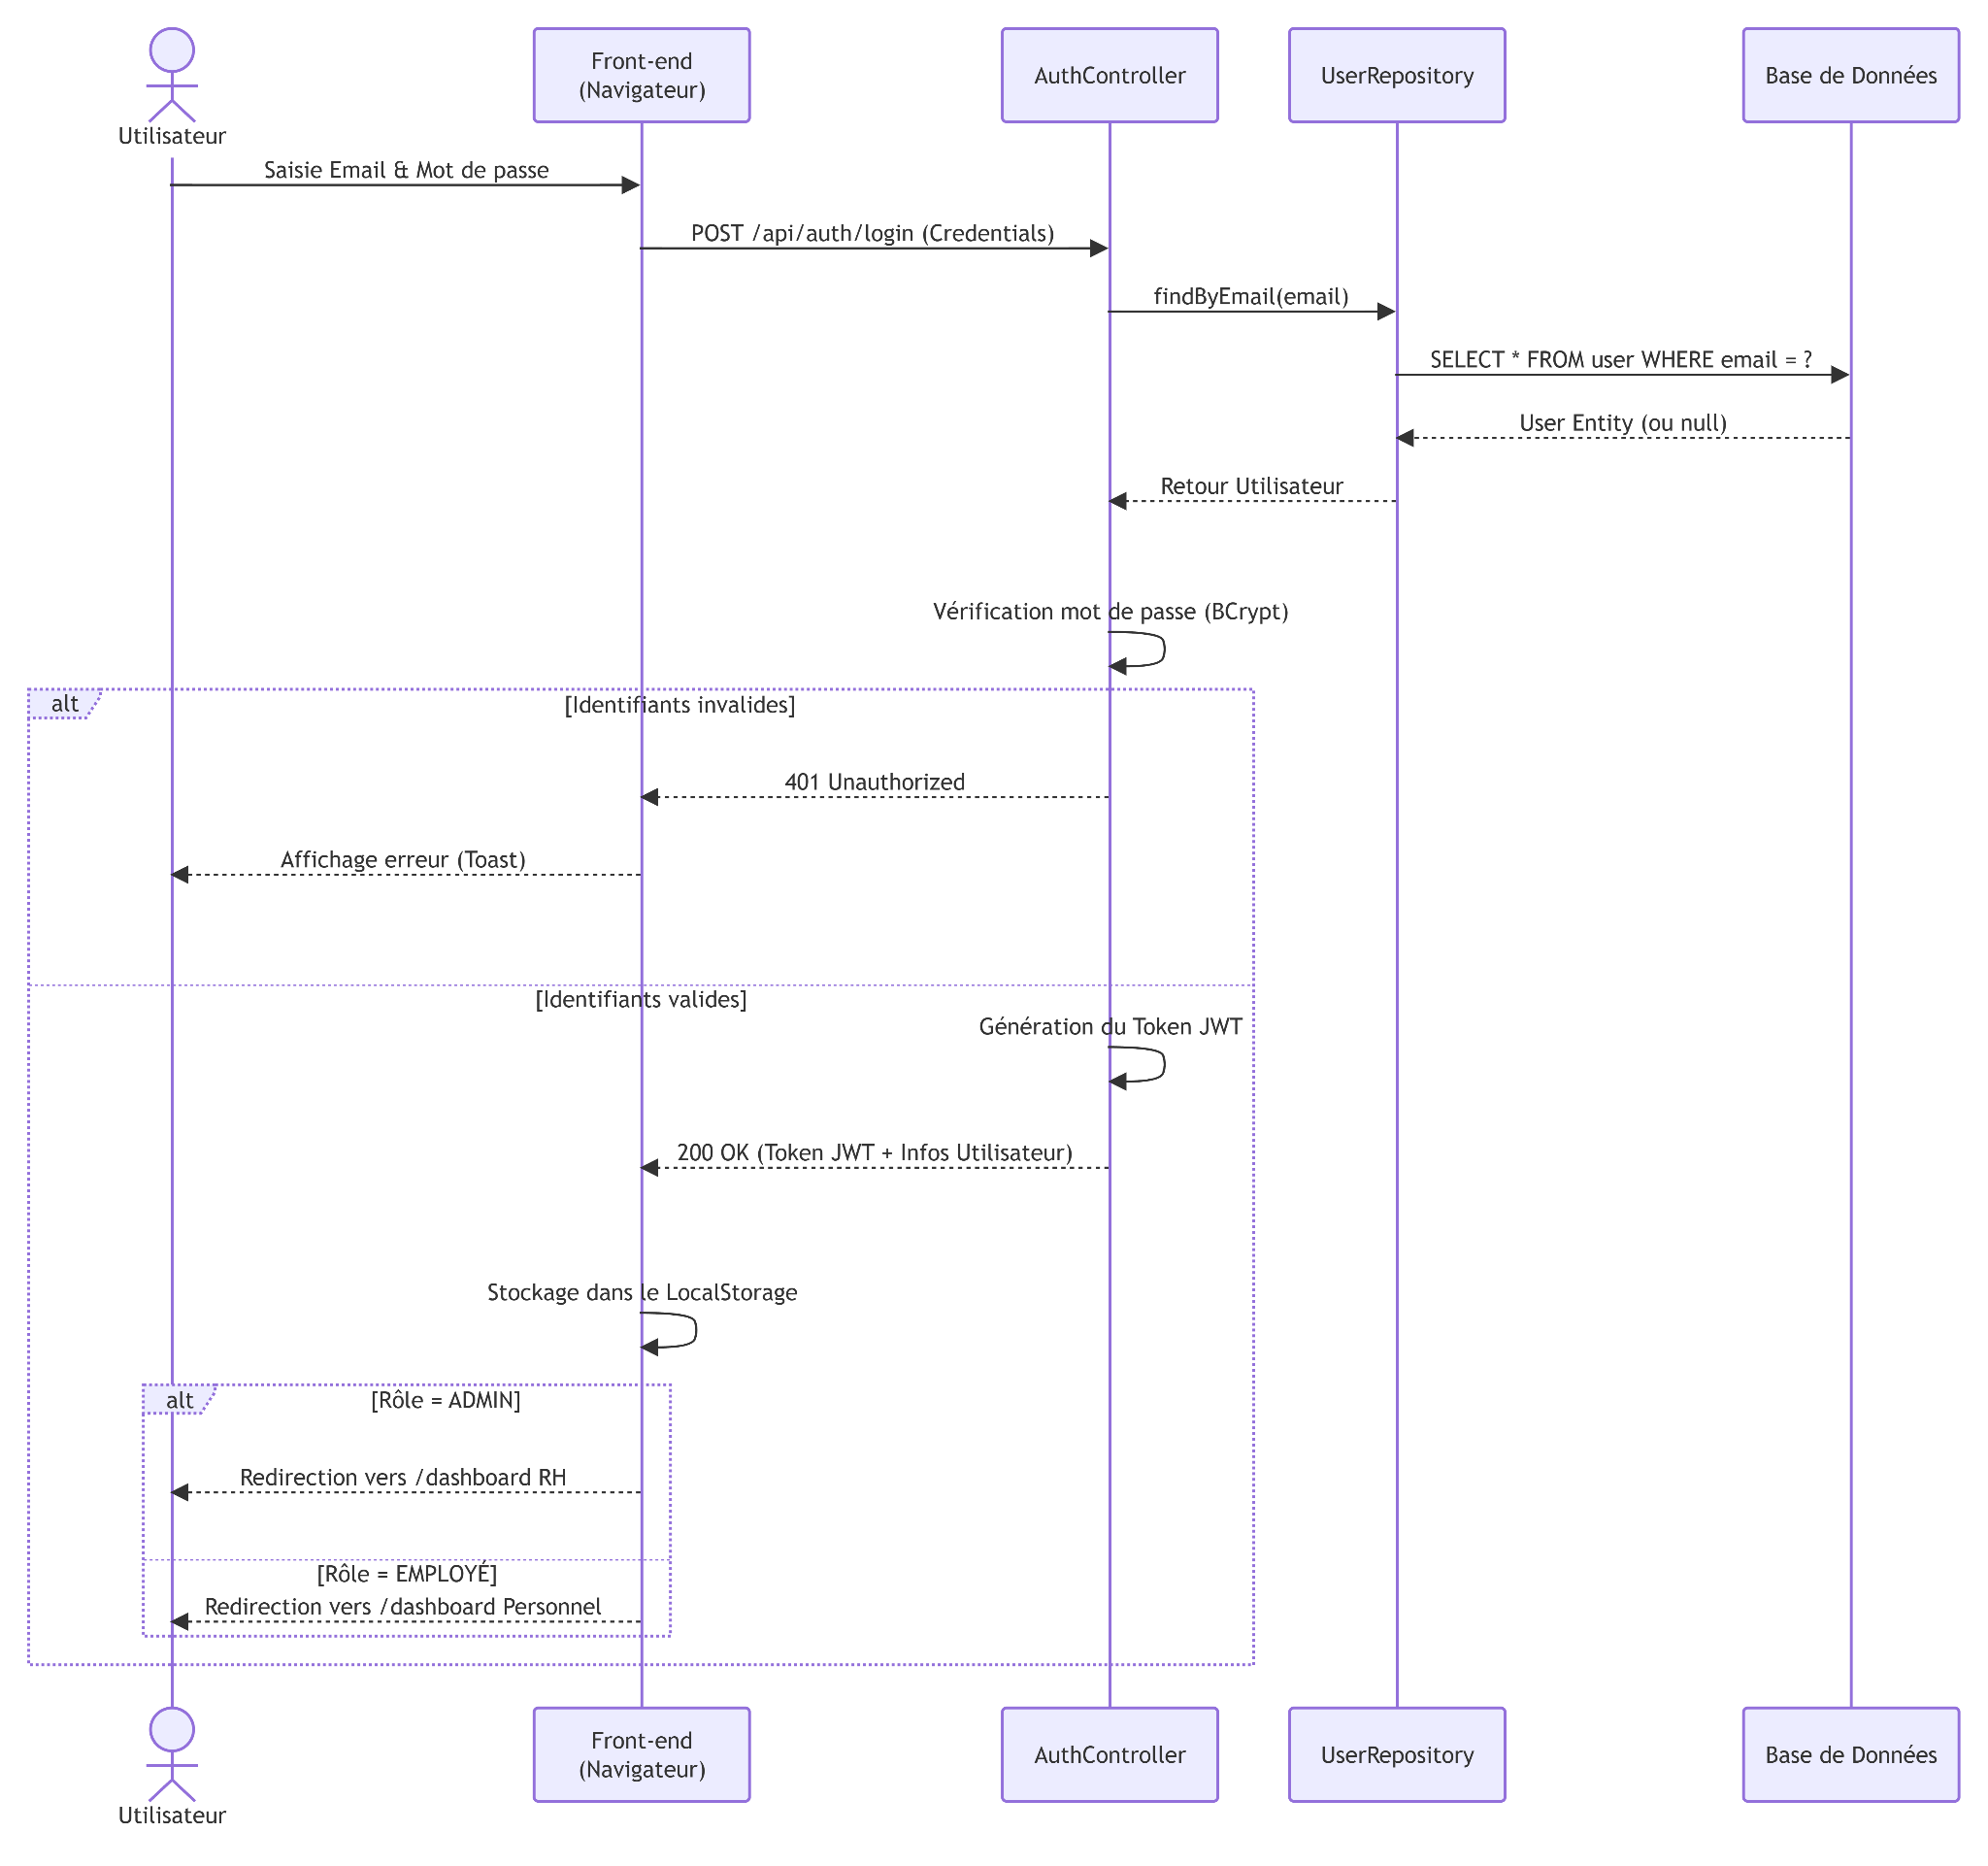 Utilisateur
Front-end
(Navigateur)
AuthController
UserRepository
Base de Données
Saisie Email & Mot de passe
POST /api/auth/login (Credentials)
findByEmail(email)
SELECT * FROM user WHERE email = ?
User Entity (ou null)
Retour Utilisateur
Vérification mot de passe (BCrypt)
alt
[Identifiants invalides]
401 Unauthorized
Affichage erreur (Toast)
[Identifiants valides]
Génération du Token JWT
200 OK (Token JWT + Infos Utilisateur)
Stockage dans le LocalStorage
alt
[Rôle = ADMIN]
Redirection vers /dashboard RH
[Rôle = EMPLOYÉ]
Redirection vers /dashboard Personnel
Utilisateur
Front-end
(Navigateur)
AuthController
UserRepository
Base de Données